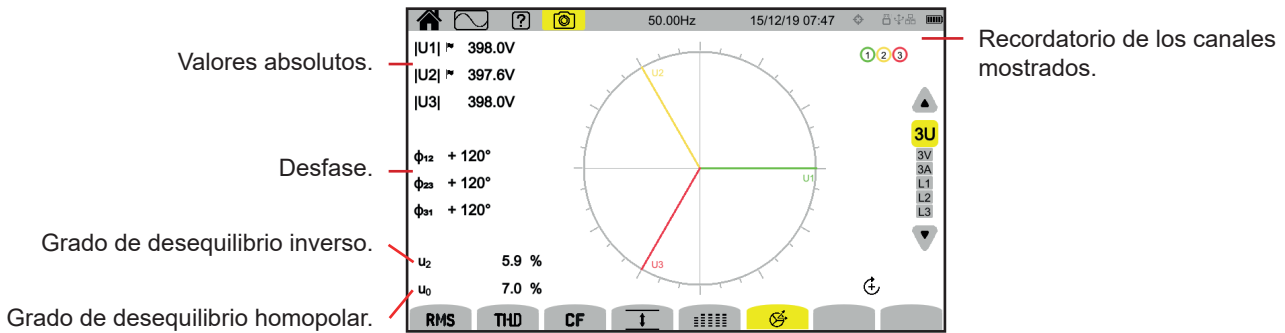 50.00Hz 15/12/19 07:47
|U1| 398.0V
|U2| 397.6V
|U3| 398.0V
ϕ12 + 120°
ϕ23 + 120°
ϕ31 + 120°
u2 5.9 %
u0 7.0 %
U2
U1
U3
1 2 3
3U
3V
3A
L1
L2
L3
RMS THD CF
Valores absolutos.
Desfase.
Grado de desequilibrio inverso.
Grado de desequilibrio homopolar.
Recordatorio de los canales
mostrados.